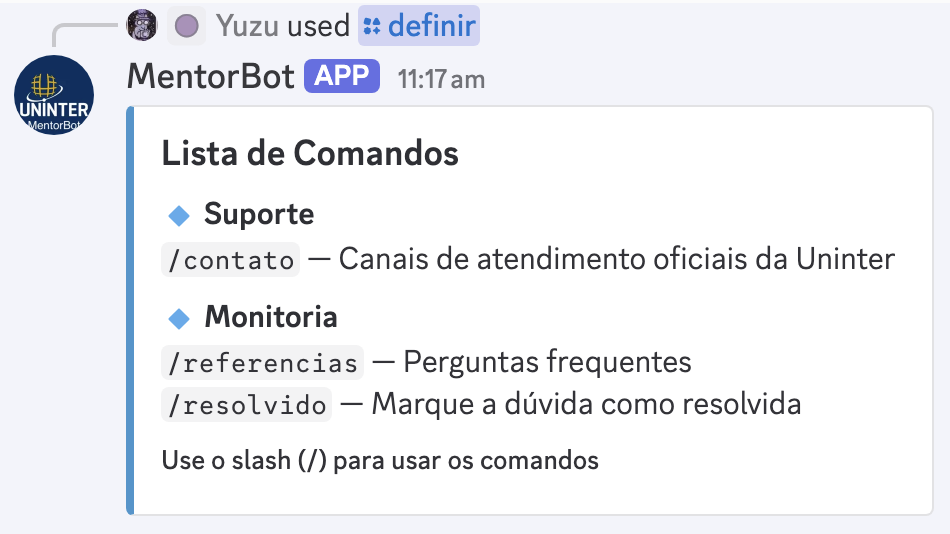 Yuzu used definir
UNINTER
MentorBot
MentorBot APP 11:17 am
Lista de Comandos
Suporte
/contato — Canais de atendimento oficiais da Uninter
Monitoria
/referencias — Perguntas frequentes
/resolvido — Marque a dúvida como resolvida
Use o slash (/) para usar os comandos